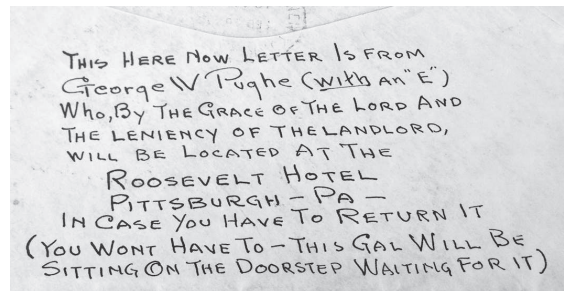 THIS HERE NOW LETTER IS FROM
George W Pughe (with AN "E")
WHO, BY THE GRACE OF THE LORD AND
THE LENIENCY OF THE LANDLORD,
WILL BE LOCATED AT THE
ROOSEVELT HOTEL
PITTSBURGH - PA -
IN CASE YOU HAVE TO RETURN IT
(YOU WONT HAVE TO - THIS GAL WILL BE
SITTING ON THE DOORSTEP WAITING FOR IT)